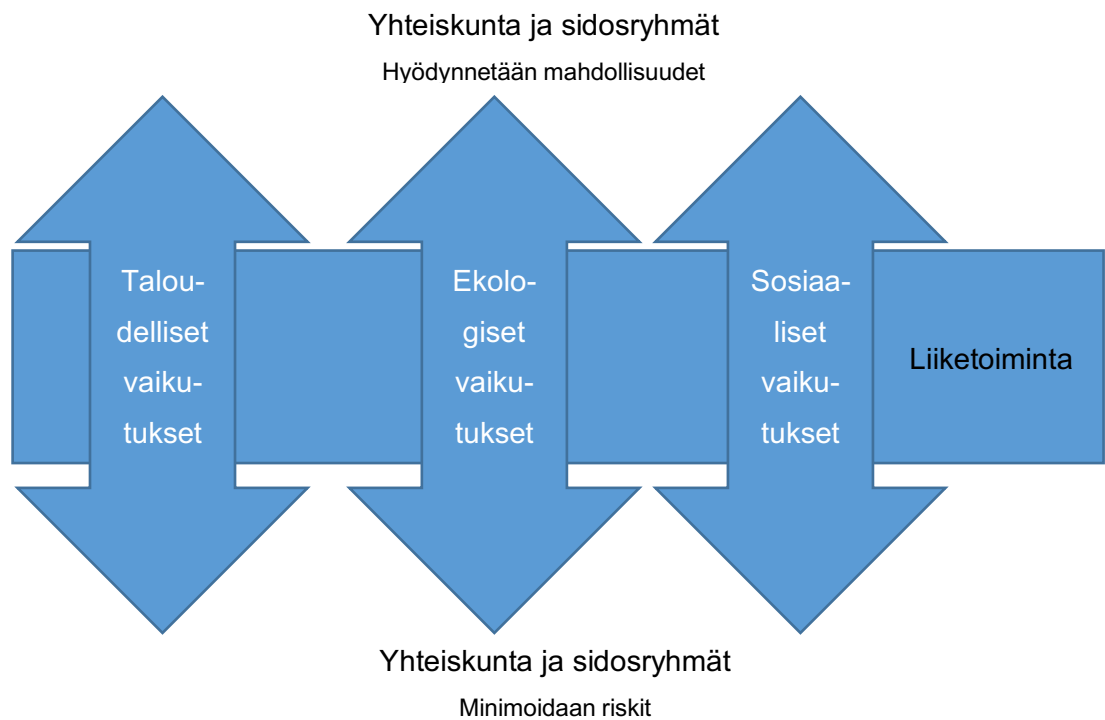 Yhteiskunta ja sidosryhmät
Hyödynnetään mahdollisuudet
Talou-
delliset
vaiku-
tukset
Ekolo-
giset
vaiku-
tukset
Sosiaa-
liset
vaiku-
tukset
Liiketoiminta
Yhteiskunta ja sidosryhmät
Minimoidaan riskit